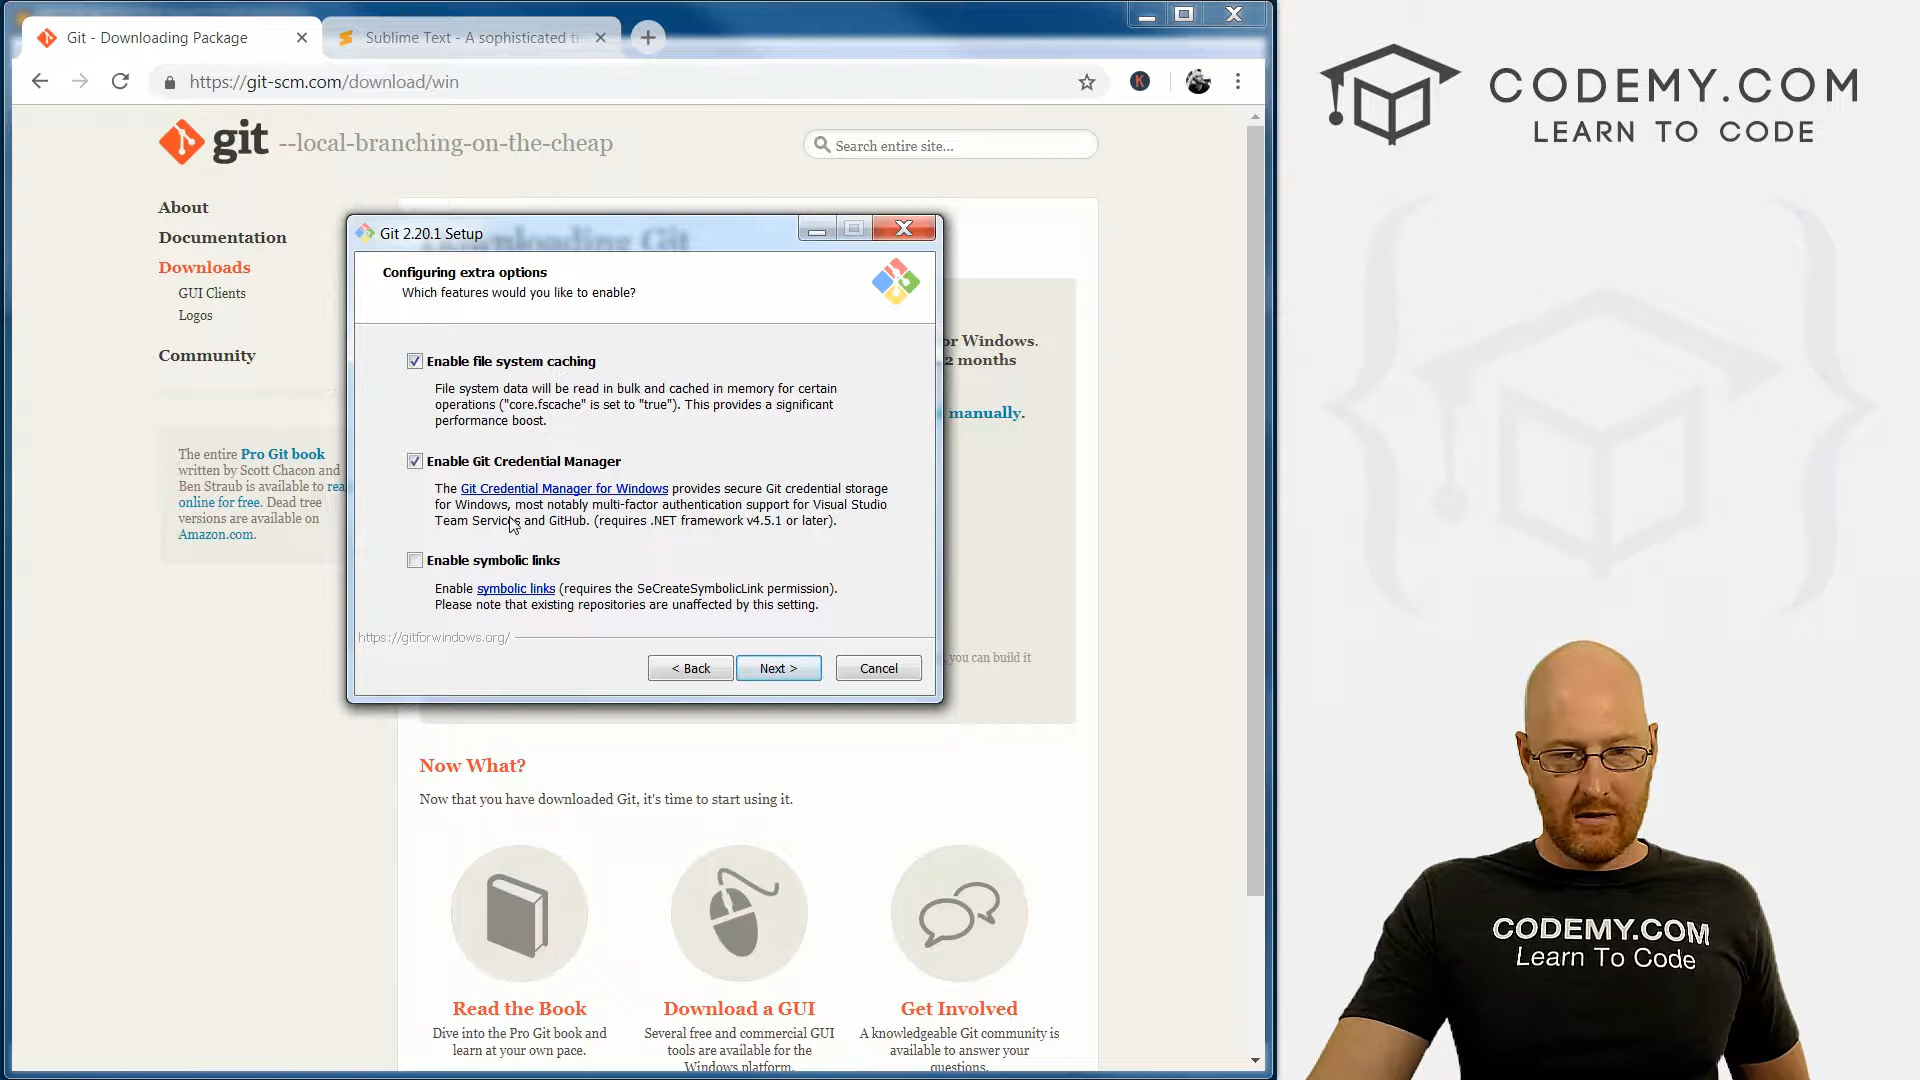 Git - Downloading Package
Sublime Text - A sophisticated t
https://git-scm.com/download/win
K
git --local-branching-on-the-cheap
Search entire site...
About
Documentation
Downloads
GUI Clients
Logos
Community
The entire Pro Git book
written by Scott Chacon and
Ben Straub is available to rea
online for free. Dead tree
versions are available on
Amazon.com.
Downloading Git
or Windows.
2 months
manually.
you can build it
Git 2.20.1 Setup
Configuring extra options
Which features would you like to enable?
Enable file system caching
File system data will be read in bulk and cached in memory for certain
operations ("core.fscache" is set to "true"). This provides a significant
performance boost.
Enable Git Credential Manager
The Git Credential Manager for Windows provides secure Git credential storage
for Windows, most notably multi-factor authentication support for Visual Studio
Team Services and GitHub. (requires .NET framework v4.5.1 or later).
Enable symbolic links
Enable symbolic links (requires the SeCreateSymbolicLink permission).
Please note that existing repositories are unaffected by this setting.
https://gitforwindows.org/
< Back
Next >
Cancel
Now What?
Now that you have downloaded Git, it's time to start using it.
Read the Book
Dive into the Pro Git book and
learn at your own pace.
Download a GUI
Several free and commercial GUI
tools are available for the
Windows platform.
Get Involved
A knowledgeable Git community is
available to answer your
questions.
CODEMY.COM
LEARN TO CODE
CODEMY.COM
Learn To Code